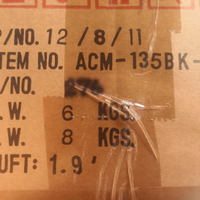 P/NO. 12 / 8 / 11
TEM NO. ACM-135BK-
/NO.
.W. 6 KGS.
.W. 8 KGS.
UFT: 1.9'